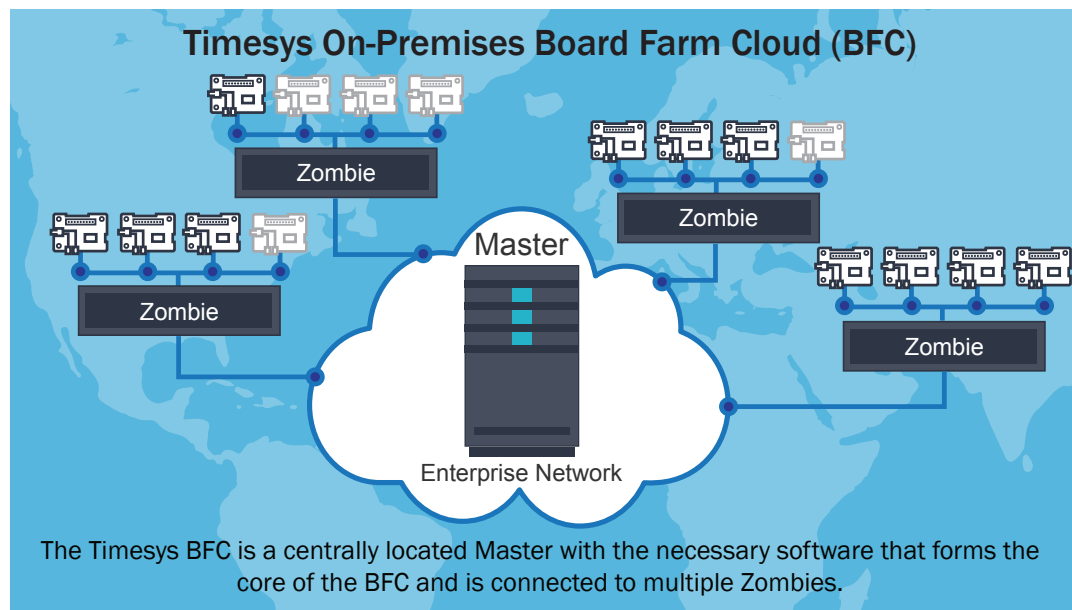 Timesys On-Premises Board Farm Cloud (BFC)
Zombie
Zombie
Zombie
Zombie
Master
Enterprise Network
The Timesys BFC is a centrally located Master with the necessary software that forms the
core of the BFC and is connected to multiple Zombies.